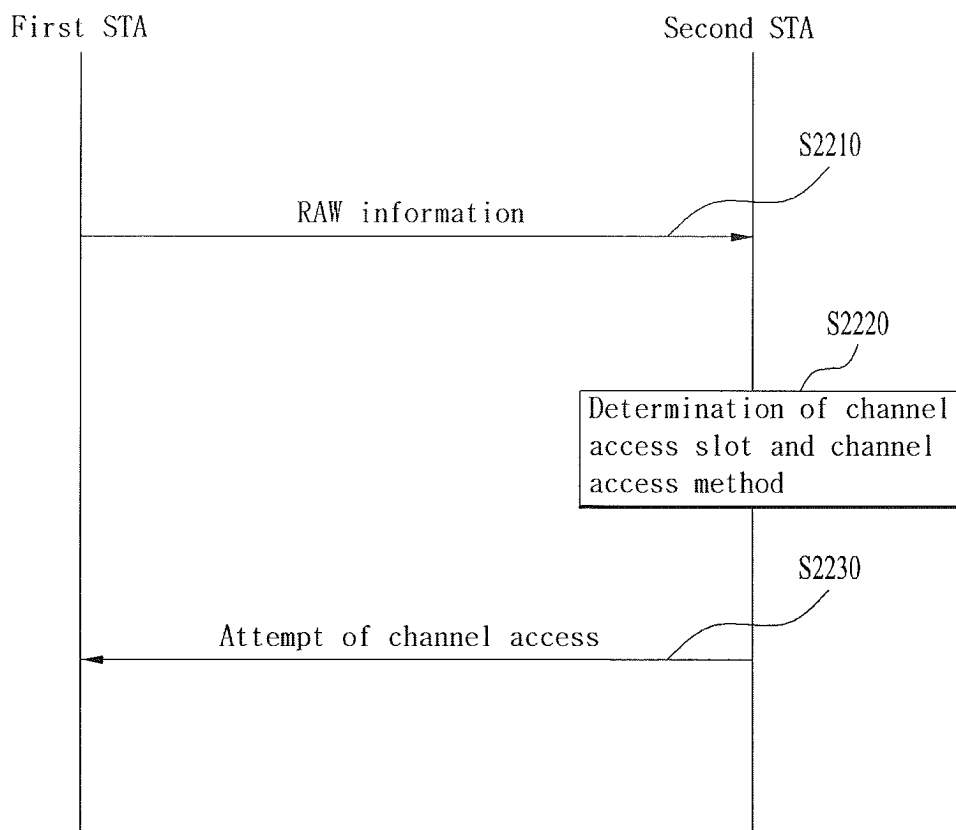 First STA
Second STA
S2210
RAW information
S2220
Determination of channel
access slot and channel
access method
S2230
Attempt of channel access